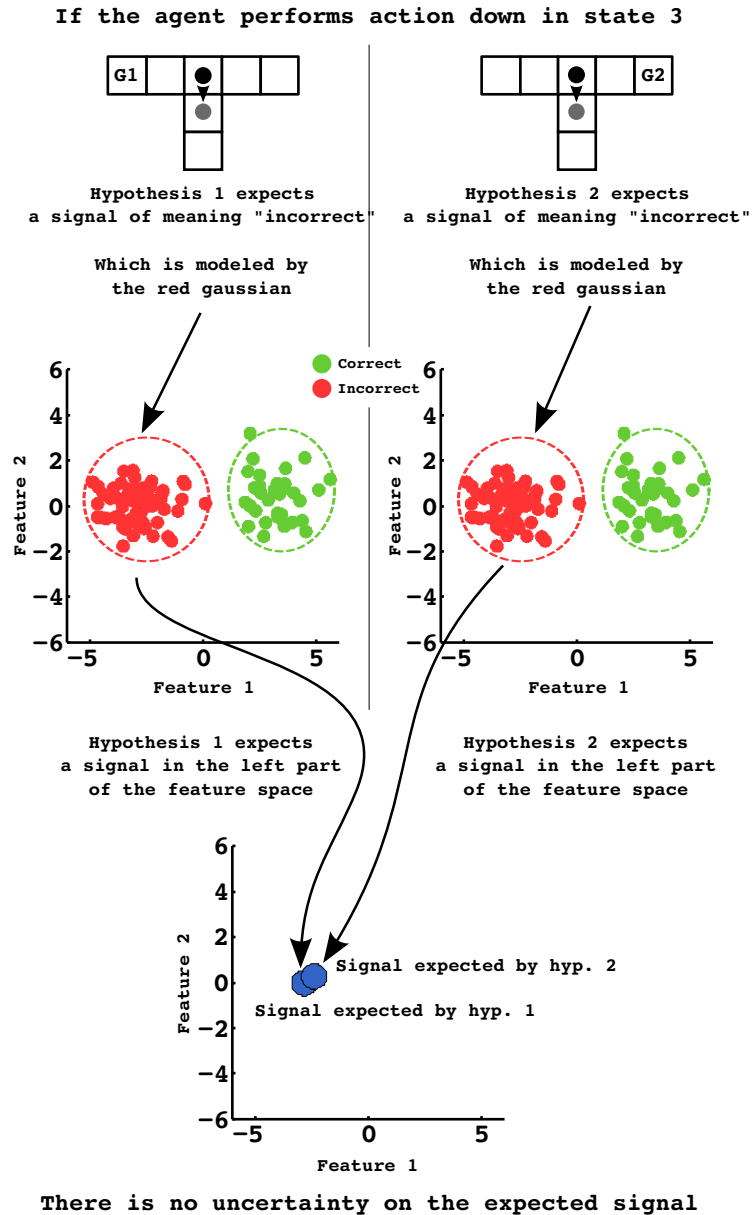 If the agent performs action down in state 3
G1
G2
Hypothesis 1 expects
a signal of meaning "incorrect"
Hypothesis 2 expects
a signal of meaning "incorrect"
Which is modeled by
the red gaussian
Which is modeled by
the red gaussian
Correct
Incorrect
6
4
2
0
−2
−4
−6
−5
0
5
Feature 2
Feature 1
6
4
2
0
−2
−4
−6
−5
0
5
Feature 2
Feature 1
Hypothesis 1 expects
a signal in the left part
of the feature space
Hypothesis 2 expects
a signal in the left part
of the feature space
6
4
2
0
−2
−4
−6
−5
0
5
Feature 2
Feature 1
Signal expected by hyp. 2
Signal expected by hyp. 1
There is no uncertainty on the expected signal